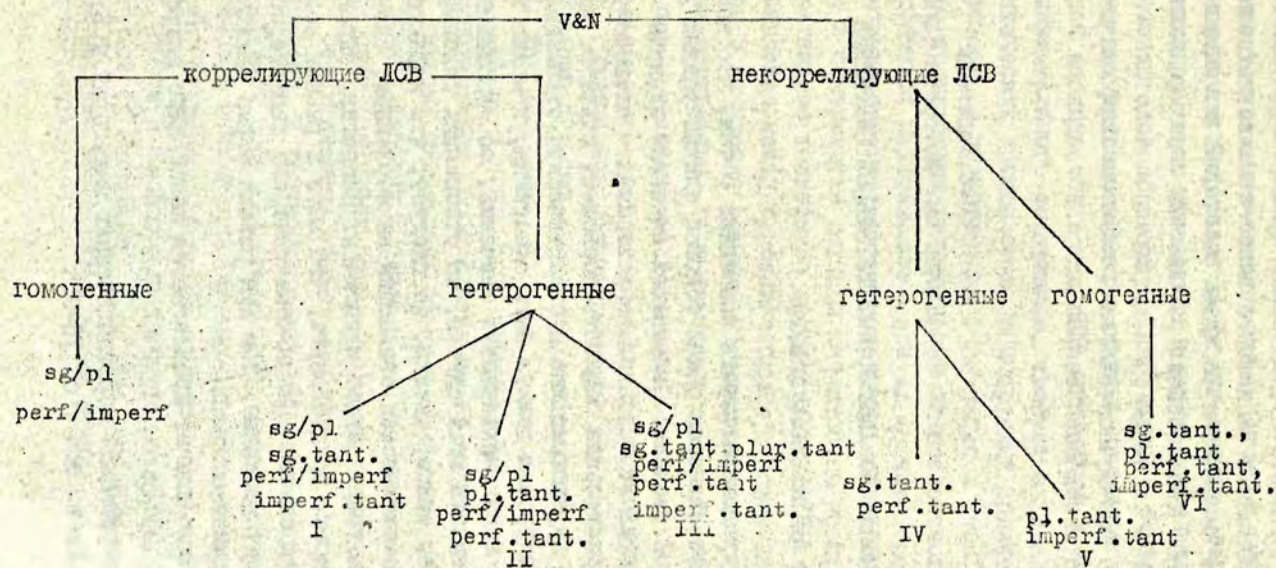 V&N
коррелирующие ЛСВ
некоррелирующие ЛСВ
гомогенные
гетерогенные
гетерогенные
гомогенные
sg/pl
perf/imperf
sg/pl
sg.tant.
perf/imperf
imperf.tant
I
sg/pl
pl.tant.
perf/imperf
perf.tant.
II
sg/pl
sg.tant plur.tant
perf/imperf
perf.tant
imperf.tant.
III
sg.tant.
perf.tant.
IV
pl.tant.
imperf.tant
V
sg.tant.,
pl.tant
perf.tant,
imperf.tant.
VI